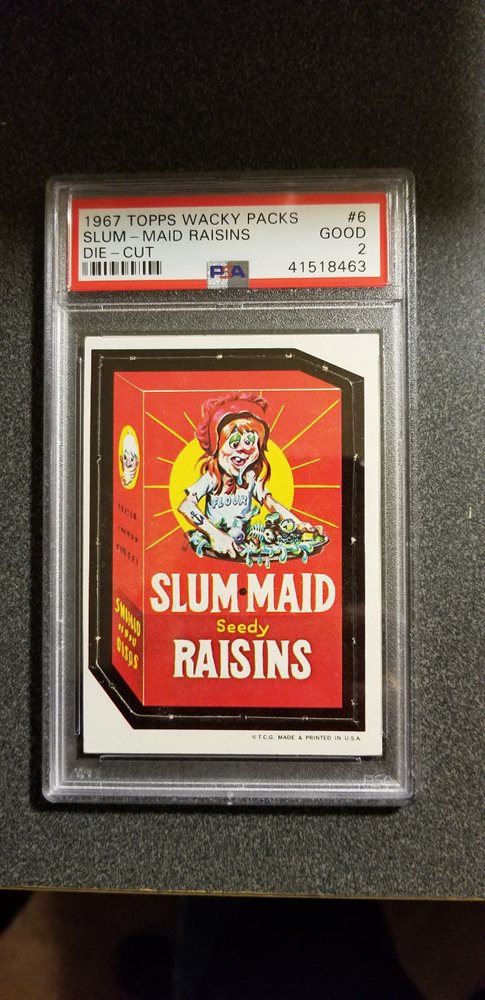 1967 TOPPS WACKY PACKS #6
SLUM-MAID RAISINS GOOD
DIE-CUT 2
PSA 41518463
FLOUR
SLUM·MAID
Seedy
RAISINS
© T.C.G. MADE & PRINTED IN U.S.A.